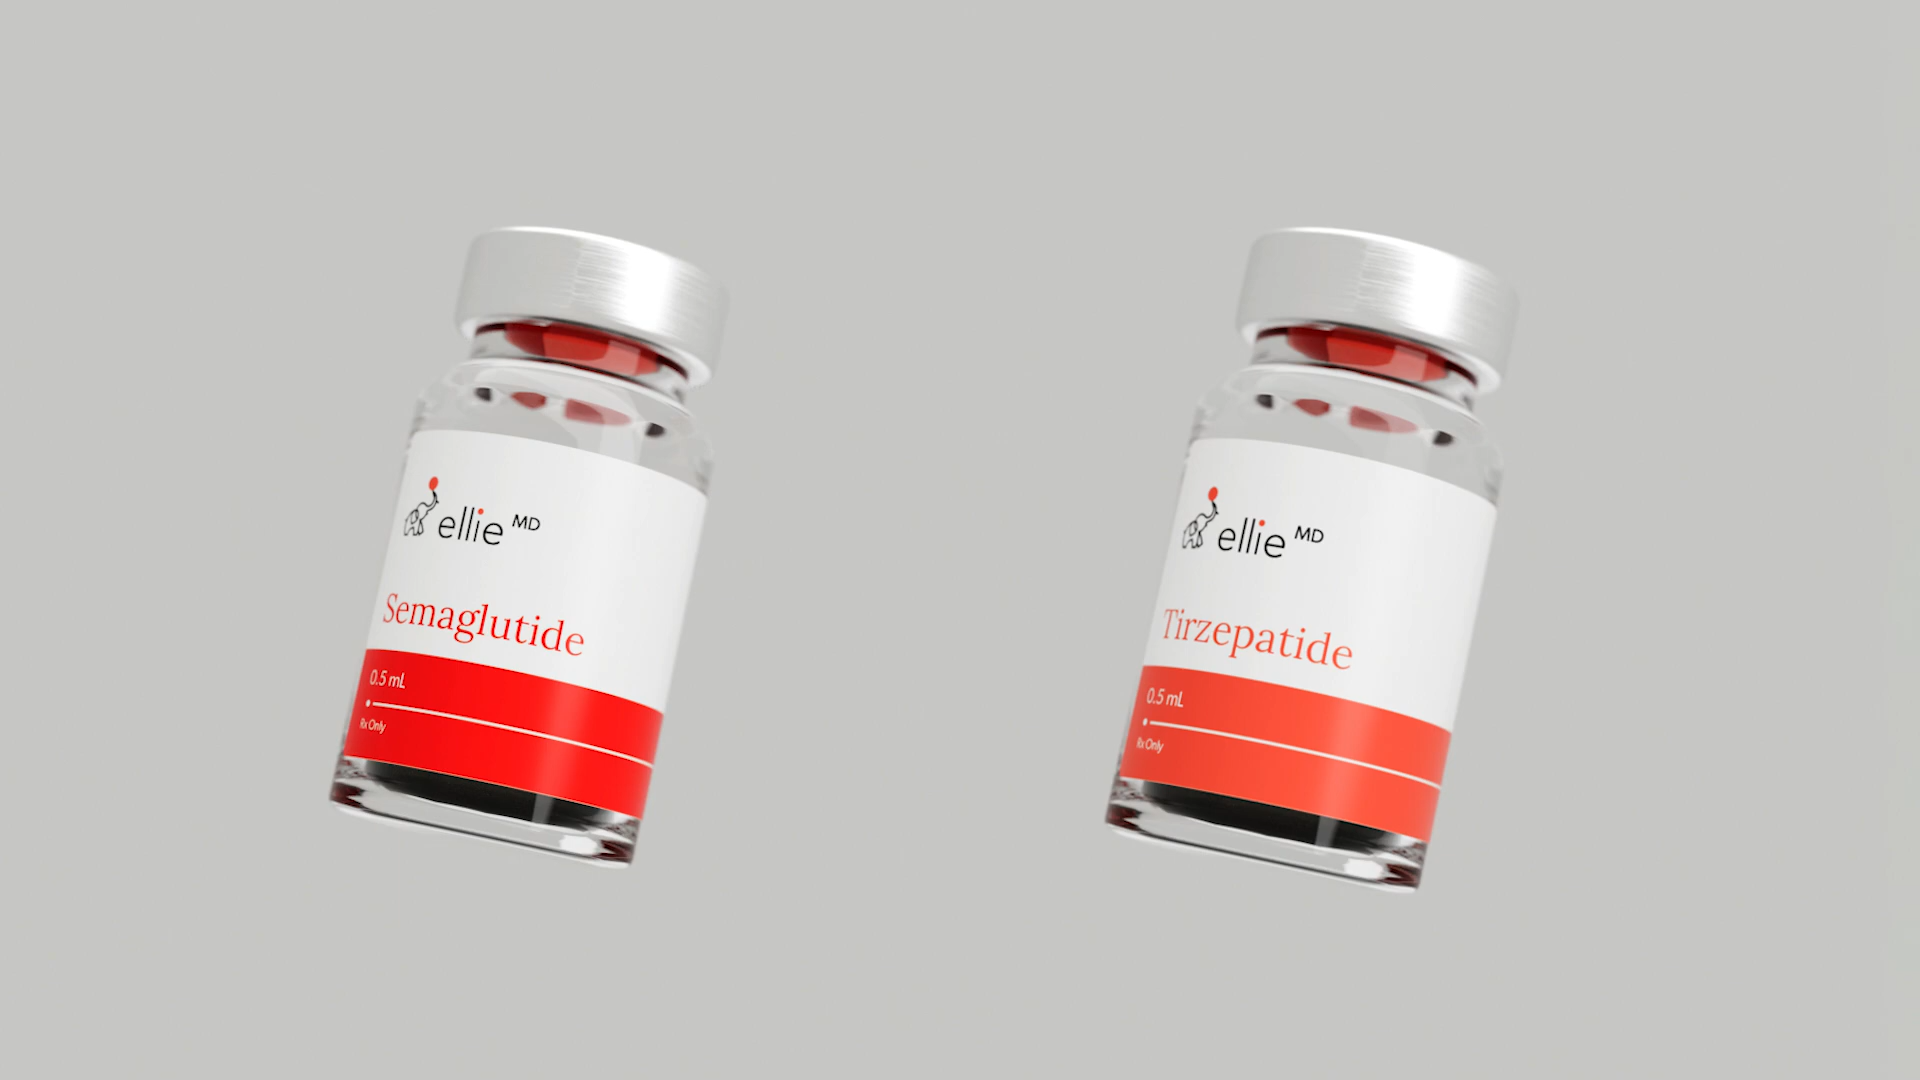 ellie MD
Semaglutide
0.5 mL
Rx Only
ellie MD
Tirzepatide
0.5 mL
Rx Only